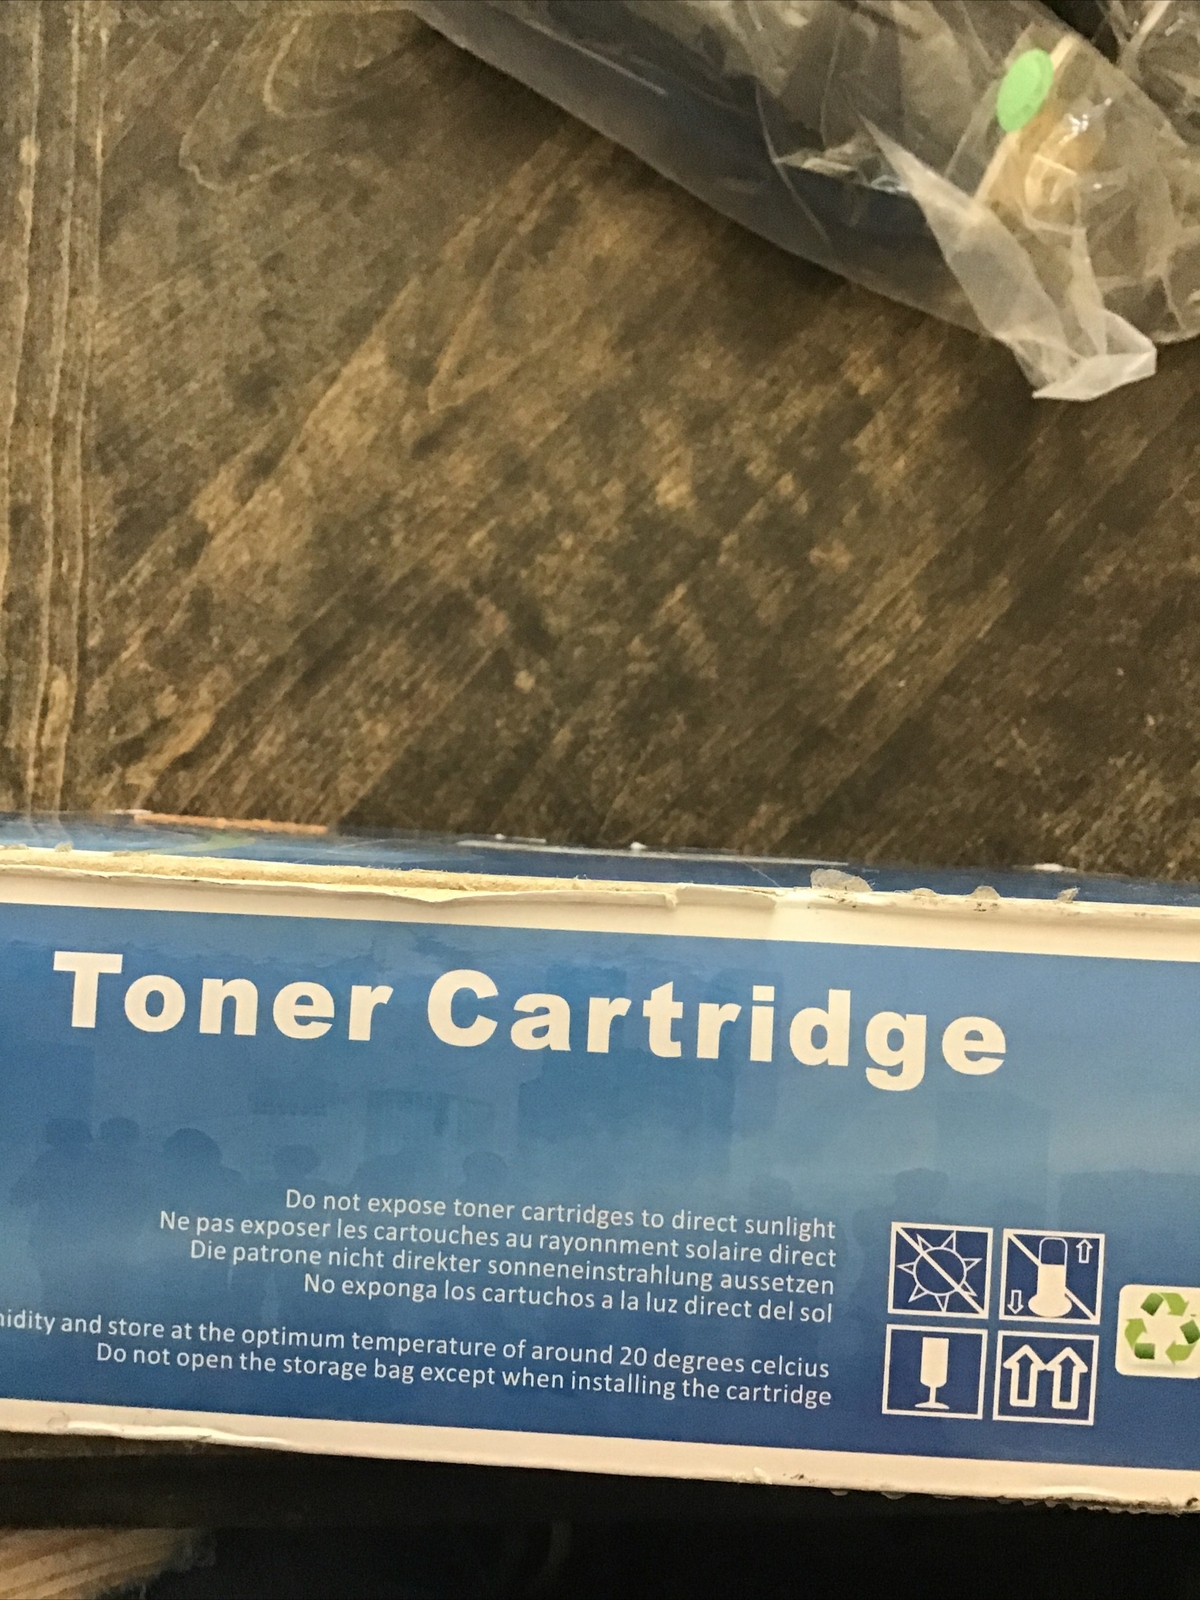 Toner Cartridge
Do not expose toner cartridges to direct sunlight
Ne pas exposer les cartouches au rayonnment solaire direct
Die patrone nicht direkter sonneneinstrahlung aussetzen
No exponga los cartuchos a la luz direct del sol
and store at the optimum temperature of around 20 degrees celcius
Do not open the storage bag except when installing the cartridge